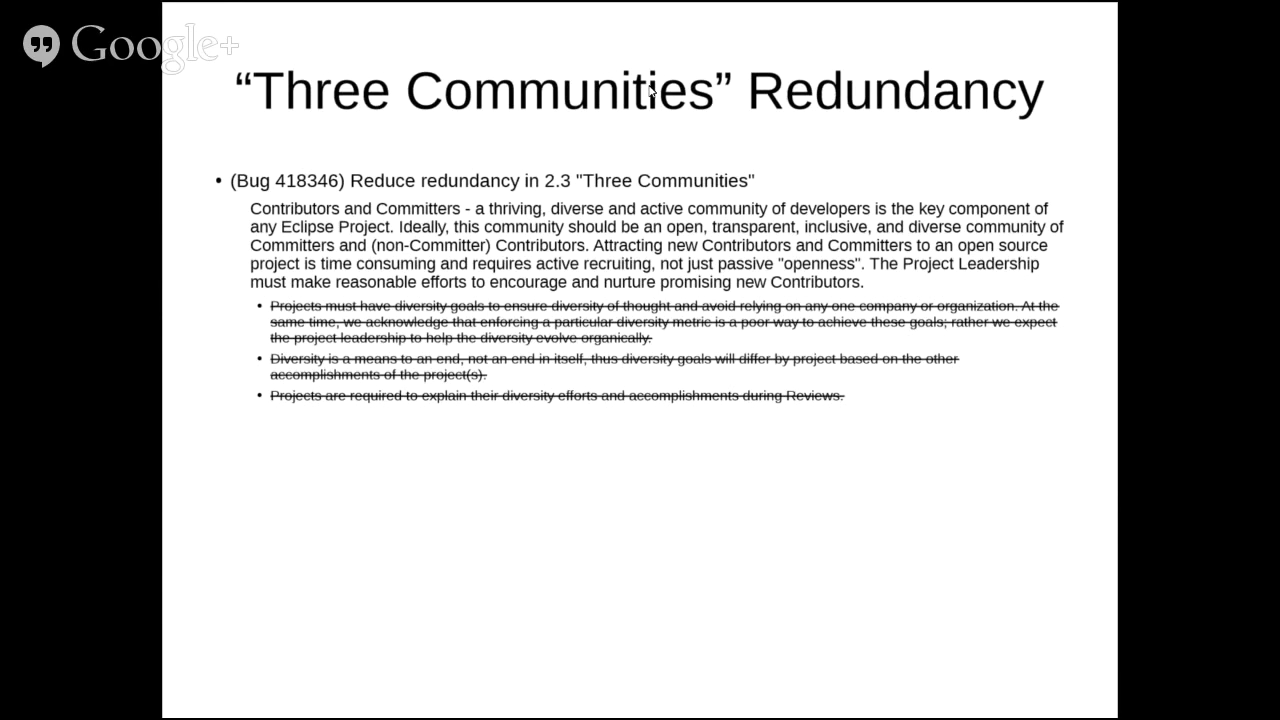 Google+
“Three Communities” Redundancy
• (Bug 418346) Reduce redundancy in 2.3 "Three Communities"
Contributors and Committers - a thriving, diverse and active community of developers is the key component of
any Eclipse Project. Ideally, this community should be an open, transparent, inclusive, and diverse community of
Committers and (non-Committer) Contributors. Attracting new Contributors and Committers to an open source
project is time consuming and requires active recruiting, not just passive "openness". The Project Leadership
must make reasonable efforts to encourage and nurture promising new Contributors.
• Projects must have diversity goals to ensure diversity of thought and avoid relying on any one company or organization. At the
same time, we acknowledge that enforcing a particular diversity metric is a poor way to achieve these goals; rather we expect
the project leadership to help the diversity evolve organically.
• Diversity is a means to an end, not an end in itself, thus diversity goals will differ by project based on the other
accomplishments of the project(s).
• Projects are required to explain their diversity efforts and accomplishments during Reviews.